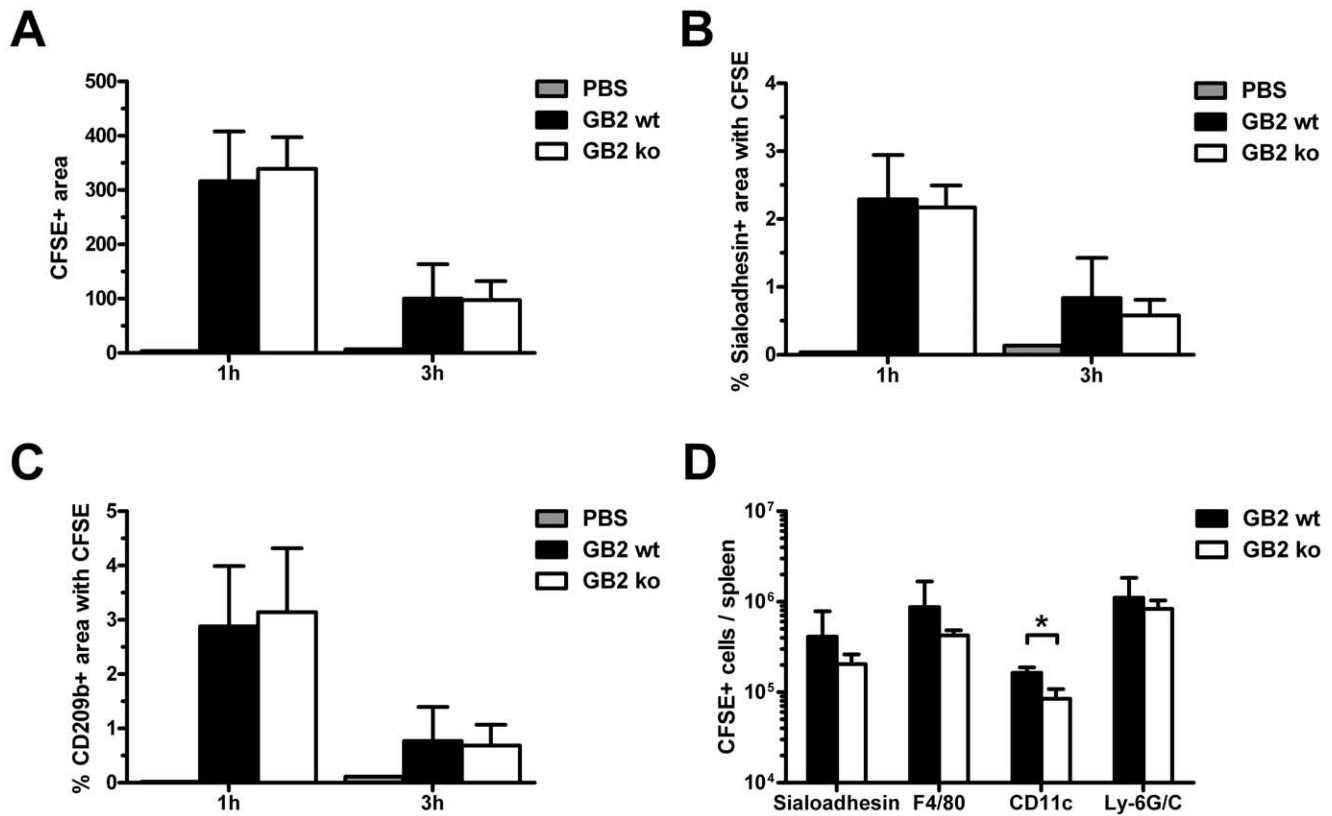 A
CFSE+ area
500
400
300
200
100
0
1h
3h
PBS
GB2 wt
GB2 ko
B
% Sialoadhesin+ area with CFSE
4
3
2
1
0
1h
3h
PBS
GB2 wt
GB2 ko
C
% CD209b+ area with CFSE
5
4
3
2
1
0
1h
3h
PBS
GB2 wt
GB2 ko
D
CFSE+ cells / spleen
10⁷
10⁶
10⁵
10⁴
*
Sialoadhesin
F4/80
CD11c
Ly-6G/C
GB2 wt
GB2 ko